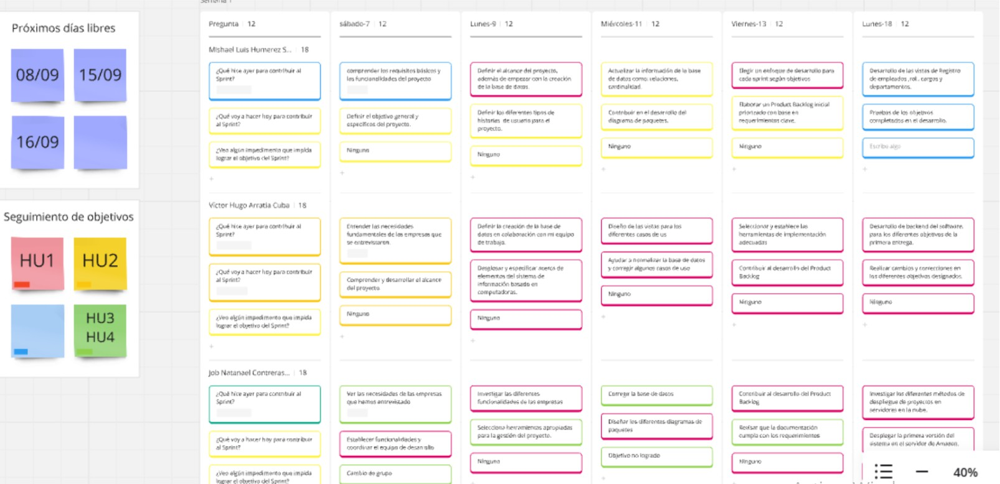 Semana 1
Próximos días libres
08/09
15/09
16/09
Seguimiento de objetivos
HU1
HU2
HU3
HU4
Pregunta 12
sábado-7 12
Lunes-9 12
Miércoles-11 12
Viernes-13 12
Lunes-18 12
Mishael Luis Humerez S... 18
¿Qué hice ayer para contribuir al
Sprint?
¿Qué voy a hacer hoy para contribuir
al Sprint?
¿Veo algún impedimento que impida
lograr el objetivo del Sprint?
comprender los requisitos básicos y
las funcionalidades del proyecto
Definir el objetivo general y
específicos del proyecto.
Ninguno
Definir el alcance del proyecto,
además de empezar con la creación
de la base de datos.
Definir los diferentes tipos de
historias de usuario para el
proyecto.
Ninguno
Actualizar la información de la base
de datos como: relaciones,
cardinalidad.
Contribuir en el desarrollo del
diagrama de paquetes.
Ninguno
Elegir un enfoque de desarrollo para
cada sprint según objetivos
Elaborar un Product Backlog inicial
priorizado con base en
requerimientos clave.
Ninguno
Desarrollo de las vistas de Registro
de empleados ,rol, cargos y
departamentos.
Pruebas de los objetivos
completados en el desarrollo.
Escribe algo
Víctor Hugo Arratia Cuba 18
¿Qué hice ayer para contribuir al
Sprint?
¿Qué voy a hacer hoy para contribuir
al Sprint?
¿Veo algún impedimento que impida
lograr el objetivo del Sprint?
Entender las necesidades
fundamentales de las empresas que
se entrevistaron.
Comprender y desarrollar el alcance
del proyecto.
Ninguno
Definir la creación de la base de
datos en colaboración con mi equipo
de trabajo.
Desglosar y especificar acerca de
elementos del sistema de
información basado en
computadoras.
Ninguno
Diseño de las vistas para los
diferentes casos de us
Ayudar a normalizar la base de datos
y corregir algunos casos de uso
Ninguno
Seleccionar y establece las
herramientas de implementación
adecuadas
Contribuir al desarrollo del Product
Backlog
Ninguno
Desarrollo de backend del software,
para los diferentes objetivos de la
primera entrega.
Realizar cambios y correcciones en
los diferentes objetivos designados.
Ninguno
Job Natanael Contreras... 18
¿Qué hice ayer para contribuir al
Sprint?
¿Qué voy a hacer hoy para contribuir
al Sprint?
¿Veo algún impedimento que impida
lograr el objetivo del Sprint?
Ver las necesidades de las empresas
que hemos entrevistado
Establecer funcionalidades y
coordinar el equipo de desarrollo
Cambio de grupo
Investigar las diferentes
funcionalidades de las empresas
Selecciona herramientas apropiadas
para la gestión del proyecto.
Ninguno
Corregir la base de datos
Diseñar los diferentes diagramas de
paquetes
Objetivo no logrado
Contribuir al desarrollo del Product
Backlog
Revisar que la documentación
cumpla con los requerimientos
Ninguno
Investigar los diferentes métodos de
despliegue de proyectos en
servidores en la nube.
Desplegar la primera versión del
sistema en el servidor de Amazon.
40%